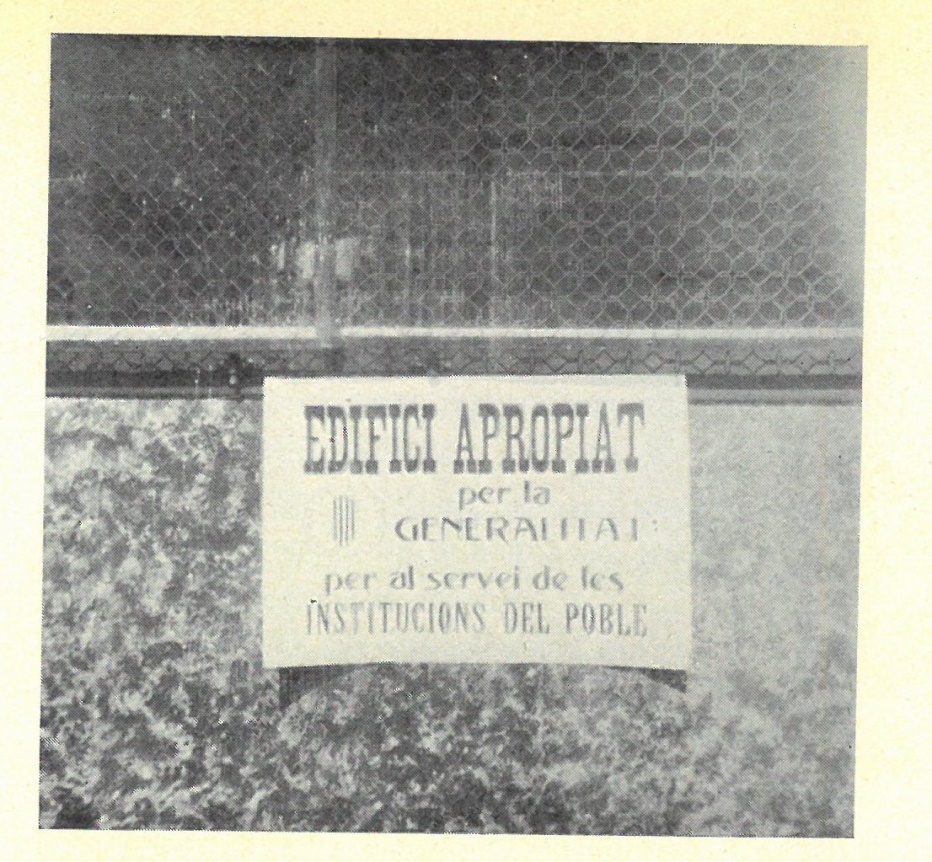 EDIFICI APROPIAT
per la
GENERALITAT
per al servei de les
INSTITUCIONS DEL POBLE